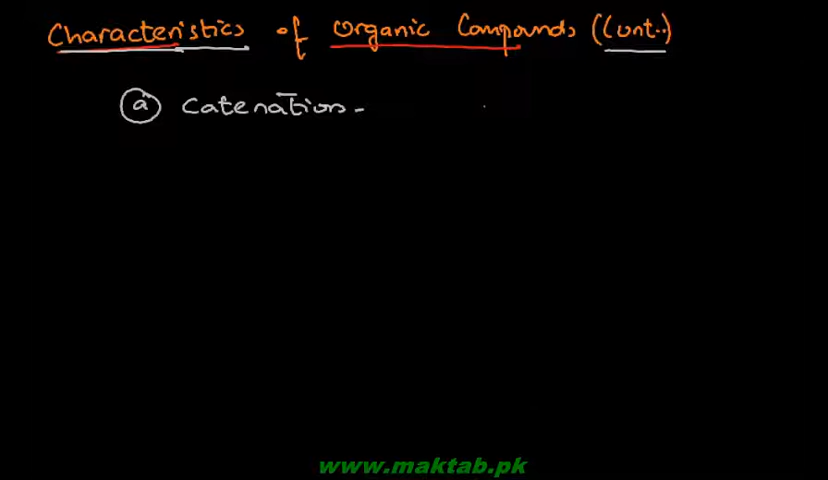 Characteristics of Organic Compounds (Cont..)
ⓐ Catenation -
www.maktab.pk